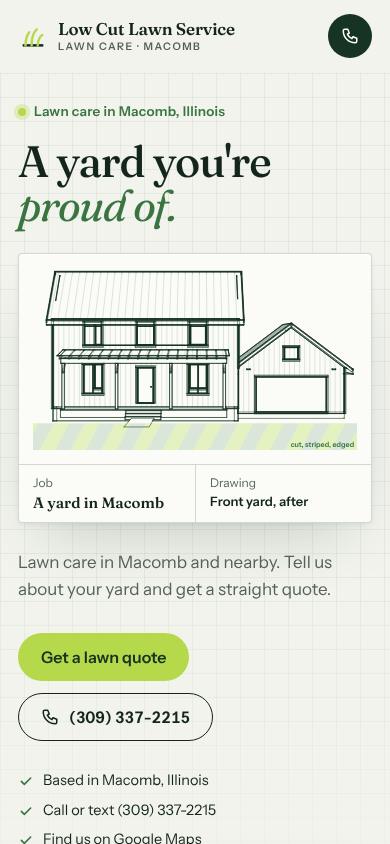 Low Cut Lawn Service
LAWN CARE · MACOMB
Lawn care in Macomb, Illinois
A yard you're
proud of.
cut, striped, edged
Job
A yard in Macomb
Drawing
Front yard, after
Lawn care in Macomb and nearby. Tell us
about your yard and get a straight quote.
Get a lawn quote
(309) 337-2215
Based in Macomb, Illinois
Call or text (309) 337-2215
Find us on Google Maps